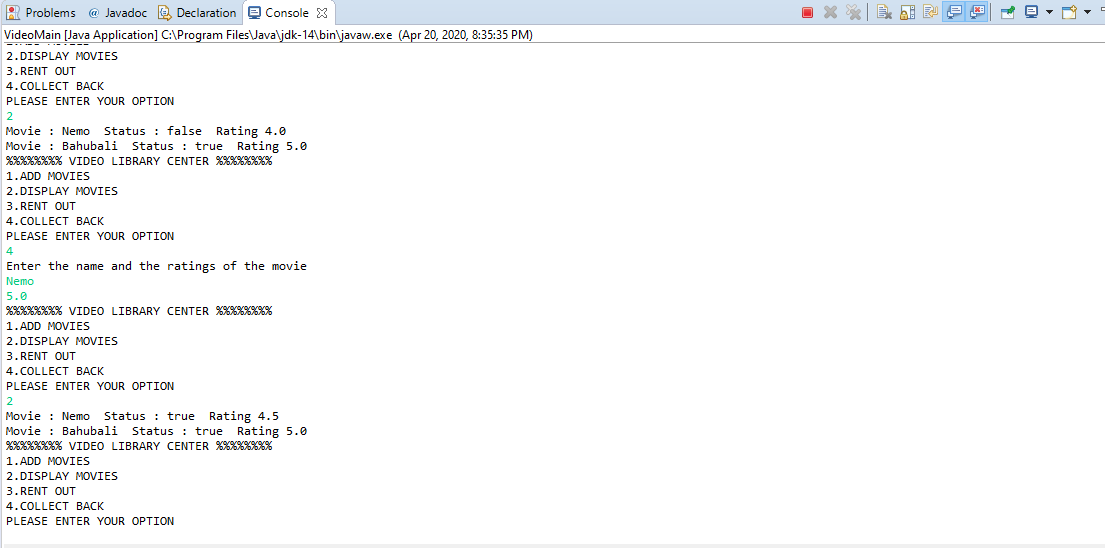 Problems @ Javadoc Declaration Console
VideoMain [Java Application] C:\Program Files\Java\jdk-14\bin\javaw.exe (Apr 20, 2020, 8:35:35 PM)
2.DISPLAY MOVIES
3.RENT OUT
4.COLLECT BACK
PLEASE ENTER YOUR OPTION
2
Movie : Nemo  Status : false  Rating 4.0
Movie : Bahubali  Status : true  Rating 5.0
%%%%%%%% VIDEO LIBRARY CENTER %%%%%%%%
1.ADD MOVIES
2.DISPLAY MOVIES
3.RENT OUT
4.COLLECT BACK
PLEASE ENTER YOUR OPTION
4
Enter the name and the ratings of the movie
Nemo
5.0
%%%%%%%% VIDEO LIBRARY CENTER %%%%%%%%
1.ADD MOVIES
2.DISPLAY MOVIES
3.RENT OUT
4.COLLECT BACK
PLEASE ENTER YOUR OPTION
2
Movie : Nemo  Status : true  Rating 4.5
Movie : Bahubali  Status : true  Rating 5.0
%%%%%%%% VIDEO LIBRARY CENTER %%%%%%%%
1.ADD MOVIES
2.DISPLAY MOVIES
3.RENT OUT
4.COLLECT BACK
PLEASE ENTER YOUR OPTION